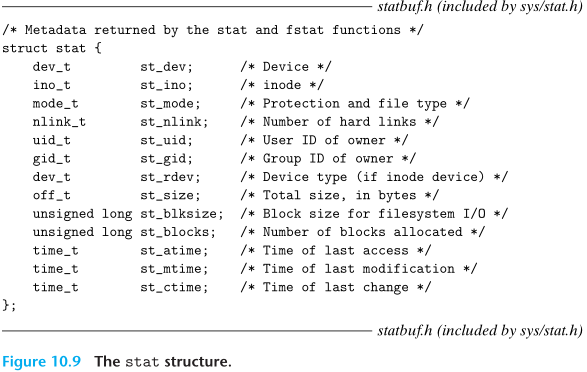 statbuf.h (included by sys/stat.h)
/* Metadata returned by the stat and fstat functions */
struct stat {
    dev_t         st_dev;      /* Device */
    ino_t         st_ino;      /* inode */
    mode_t        st_mode;     /* Protection and file type */
    nlink_t       st_nlink;    /* Number of hard links */
    uid_t         st_uid;      /* User ID of owner */
    gid_t         st_gid;      /* Group ID of owner */
    dev_t         st_rdev;     /* Device type (if inode device) */
    off_t         st_size;     /* Total size, in bytes */
    unsigned long st_blksize;  /* Block size for filesystem I/O */
    unsigned long st_blocks;   /* Number of blocks allocated */
    time_t        st_atime;    /* Time of last access */
    time_t        st_mtime;    /* Time of last modification */
    time_t        st_ctime;    /* Time of last change */
};
statbuf.h (included by sys/stat.h)
Figure 10.9 The stat structure.